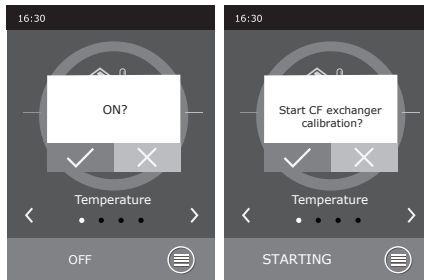 16:30
ON?
Temperature
OFF
16:30
Start CF exchanger
calibration?
Temperature
STARTING